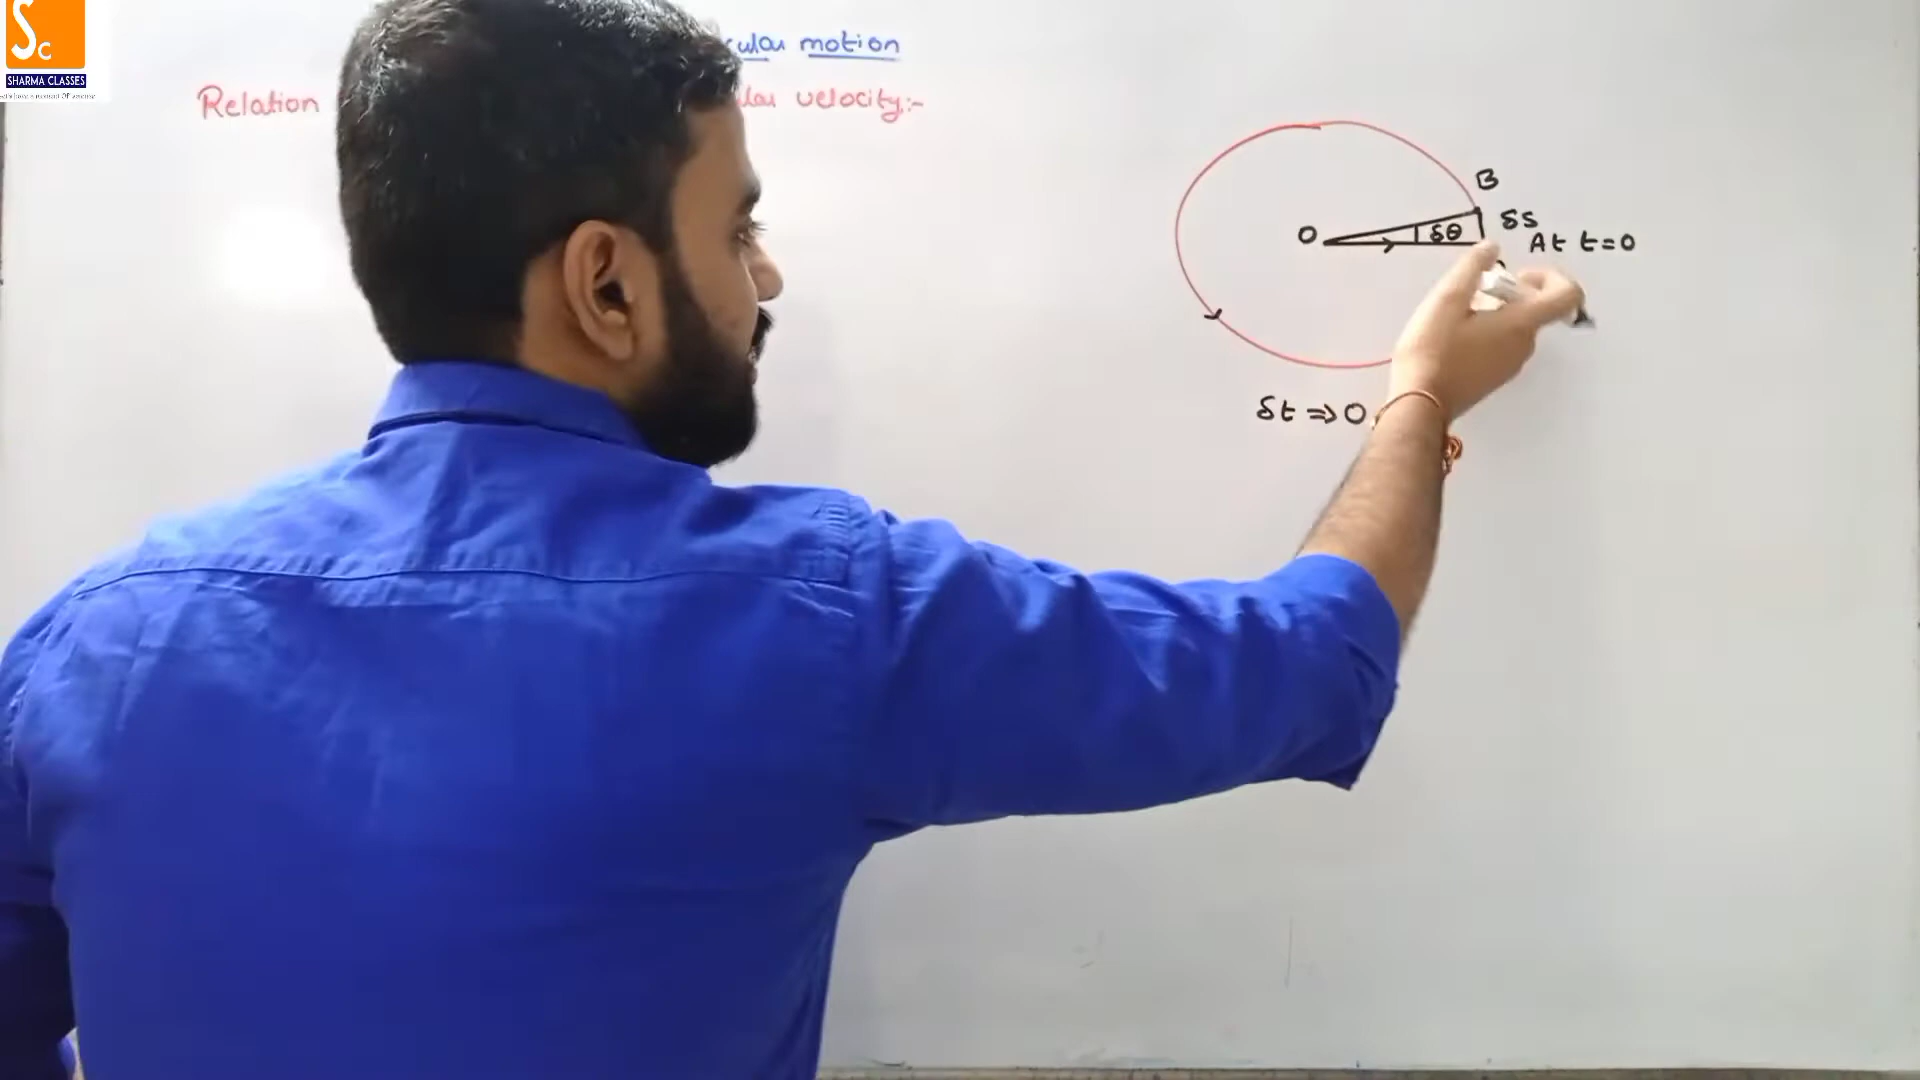 Sc
SHARMA CLASSES
motion
Relation velocity:-
B
δs
O δθ At t=0
δt ⇒ 0